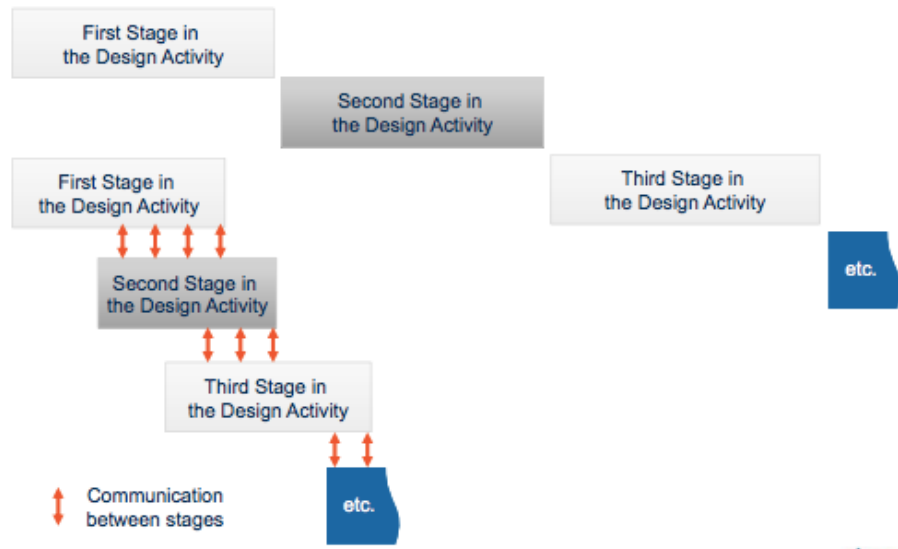 First Stage in
the Design Activity
Second Stage in
the Design Activity
First Stage in
the Design Activity
Third Stage in
the Design Activity
etc.
Second Stage in
the Design Activity
Third Stage in
the Design Activity
Communication
between stages
etc.